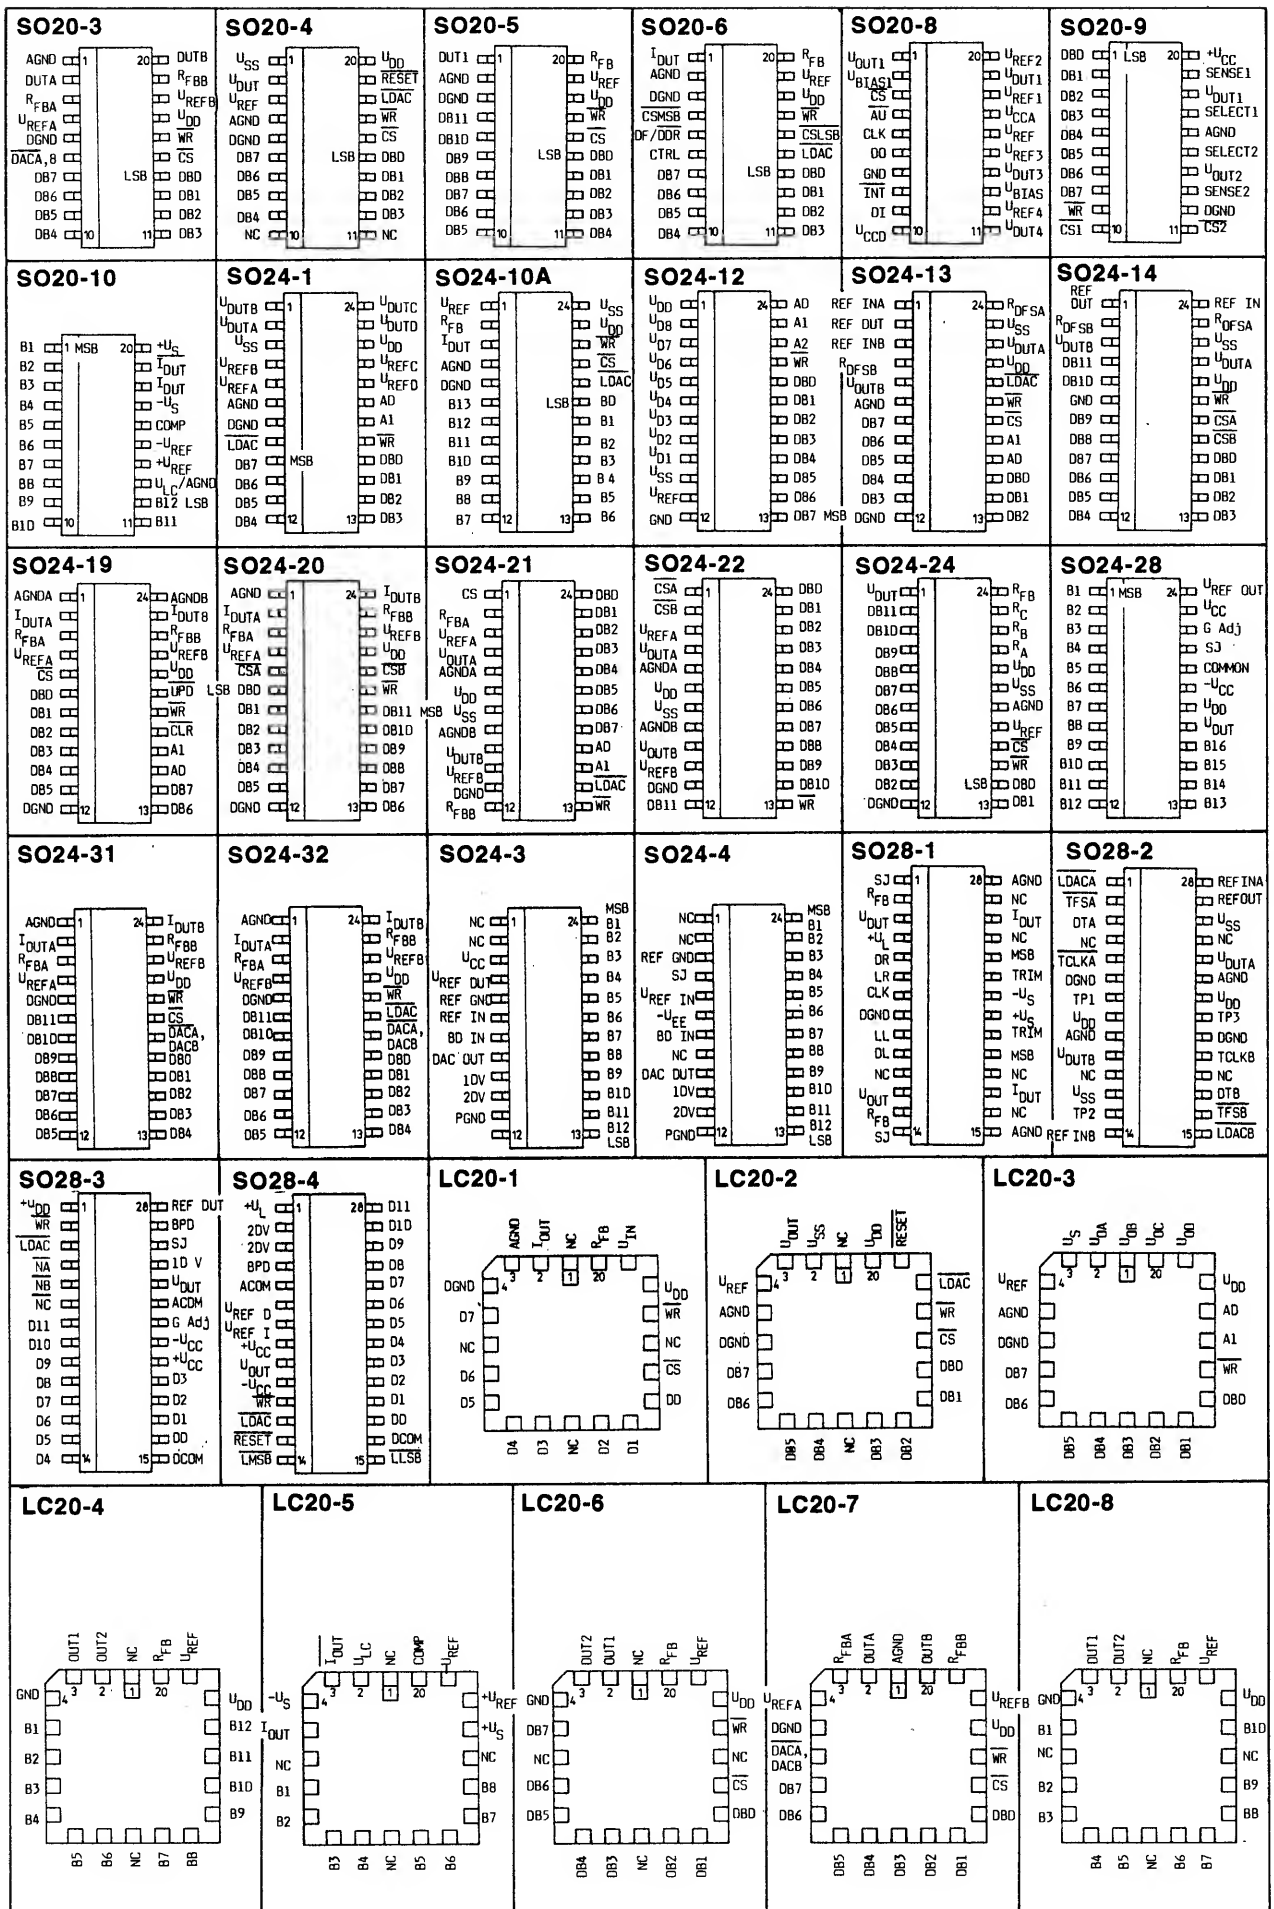 SO20-3
AGND 1 20 DUTB
DUTA RFBB
RFBA UREFB
UREFA UDD
DGND WR
DACA,B CS
DB7 LSB DBD
DB6 DB1
DB5 DB2
DB4 10 11 DB3
SO20-4
USS 1 20 UDD
UDUT RESET
UREF LDAC
AGND WR
DGND CS
DB7 LSB DBD
DB6 DB1
DB5 DB2
DB4 DB3
NC 10 11 NC
SO20-5
DUT1 1 20 RFB
AGND UREF
DGND UDD
DB11 WR
DB1D CS
DB9 LSB DBD
DB8 DB1
DB7 DB2
DB6 DB3
DB5 10 11 DB4
SO20-6
IDUT 1 20 RFB
AGND UREF
DGND UDD
CSMSB WR
DF/DDR CSLSB
CTRL LDAC
DB7 LSB DBD
DB6 DB1
DB5 DB2
DB4 10 11 DB3
SO20-8
UOUT1 1 20 UREF2
UBIAS1 UDUT1
CS UREF1
AU UCCA
CLK UREF
DO UREF3
GND UDUT3
INT UBIAS
DI UREF4
UCCD 10 11 UDUT4
SO20-9
DBD 1 LSB 20 +UCC
DB1 SENSE1
DB2 UDUT1
DB3 SELECT1
DB4 AGND
DB5 SELECT2
DB6 UOUT2
DB7 SENSE2
WR DGND
CS1 10 11 CS2
SO20-10
B1 1 MSB 20 +US
B2 IDUT
B3 IDUT
B4 -US
B5 COMP
B6 -UREF
B7 +UREF
B8 ULC/AGND
B9 B12 LSB
B1D 10 11 B11
SO24-1
UDUTB 1 24 UDUTC
UDUTA UDUTD
USS UDD
UREFB UREFC
UREFA UREFD
AGND AD
DGND A1
LDAC WR
DB7 MSB DBD
DB6 DB1
DB5 DB2
DB4 12 13 DB3
SO24-10A
UREF 1 24 USS
RFB UDD
IDUT WR
AGND CS
DGND LDAC
B13 LSB BD
B12 B1
B11 B2
B1D B3
B9 B4
B8 B5
B7 12 13 B6
SO24-12
UDD 1 24 AD
UD8 A1
UD7 A2
UD6 WR
UD5 DBD
UD4 DB1
UD3 DB2
UD2 DB3
UD1 DB4
USS DB5
UREF DB6
GND 12 13 DB7 MSB
SO24-13
REF INA 1 24 ROFSA
REF OUT USS
REF INB UDUTA
ROFSB UDD
UOUTB LDAC
AGND WR
DB7 CS
DB6 A1
DB5 AD
DB4 DBD
DB3 DB1
DGND 12 13 DB2
SO24-14
REF OUT 1 24 REF IN
ROFSB ROFSA
UDUTB USS
DB11 UDUTA
DB1D UDD
GND WR
DB9 CSA
DB8 CSB
DB7 DBD
DB6 DB1
DB5 DB2
DB4 12 13 DB3
SO24-19
AGNDA 1 24 AGNDB
IDUTA IDUTB
RFBA RFBB
UREFA UREFB
CS UDD
DBD UPD
DB1 WR
DB2 CLR
DB3 A1
DB4 AD
DB5 DB7
DGND 12 13 DB6
SO24-20
AGND 1 24 IDUTB
IDUTA RFBB
RFBA UREFB
UREFA UDD
CSA CSB
LSB DBD WR
DB1 DB11 MSB
DB2 DB1D
DB3 DB9
DB4 DB8
DB5 DB7
DGND 12 13 DB6
SO24-21
CS 1 24 DBD
RFBA DB1
UREFA DB2
UOUTA DB3
AGNDA DB4
UDD DB5
USS DB6
AGNDB DB7
UDUTB AD
UREFB A1
DGND LDAC
RFBB 12 13 WR
SO24-22
CSA 1 24 DBD
CSB DB1
UREFA DB2
UOUTA DB3
AGNDA DB4
UDD DB5
USS DB6
AGNDB DB7
UOUTB DB8
UREFB DB9
DGND DB1D
DB11 12 13 WR
SO24-24
UDUT 1 24 RFB
DB11 RC
DB1D RB
DB9 RA
DB8 UDD
DB7 USS
DB6 AGND
DB5 UREF
DB4 CS
DB3 WR
DB2 LSB DBD
DGND 12 13 DB1
SO24-28
B1 1 MSB 24 UREF OUT
B2 UCC
B3 G Adj
B4 SJ
B5 COMMON
B6 -UCC
B7 UDD
B8 UDUT
B9 B16
B1D B15
B11 B14
B12 12 13 B13
SO24-31
AGND 1 24 IDUTB
IDUTA RFBB
RFBA UREFB
UREFA UDD
DGND WR
DB11 CS
DB1D DACA, DACB
DB9 DBD
DB8 DB1
DB7 DB2
DB6 DB3
DB5 12 13 DB4
SO24-32
AGND 1 24 IDUTB
IDUTA RFBB
RFBA UREFB
UREFB UDD
DGND WR
DB11 LDAC
DB1D DACA, DACB
DB9 DBD
DB8 DB1
DB7 DB2
DB6 DB3
DB5 12 13 DB4
SO24-3
NC 1 24 MSB B1
NC B2
UCC B3
UREF OUT B4
REF GND B5
REF IN B6
BD IN B7
DAC OUT B8
1DV B9
2DV B1D
PGND B11
12 13 B12 LSB
SO24-4
NC 1 24 MSB B1
NC B2
REF GND B3
SJ B4
UREF IN B5
-UEE B6
BD IN B7
NC B8
DAC DUT B9
1DV B1D
2DV B11
PGND 12 13 B12 LSB
SO28-1
SJ 1 28 AGND
RFB NC
UDUT IDUT
+UL NC
DR MSB
LR TRIM
CLK -US
DGND +US
LL TRIM
DL MSB
NC NC
UOUT IDUT
RFB NC
SJ 14 15 AGND
SO28-2
LDACA 1 28 REFINA
TFSA REFOUT
DTA USS
NC NC
TCLKA UDUTA
DGND AGND
TP1 UDD
UDD TP3
AGND DGND
UDUTB TCLKB
NC NC
USS DTB
TP2 TFSB
REF INB 14 15 LDACB
SO28-3
+UDD 1 28 REF DUT
WR BPD
LDAC SJ
NA 1D V
NB UDUT
NC ACDM
D11 G Adj
D10 -UCC
D9 +UCC
D8 D3
D7 D2
D6 D1
D5 DD
D4 14 15 DCOM
SO28-4
+UL 1 28 D11
2DV D1D
2DV D9
BPD D8
ACOM D7
UREF D D6
UREF I D5
+UCC D4
UOUT D3
-UCC D2
WR D1
LDAC DD
RESET DCOM
LMSB 14 15 LLSB
LC20-1
AGND IOUT NC RFB UIN
3 2 1 20
DGND 4 UDD
D7 WR
NC NC
D6 CS
D5 DD
D4 D3 NC D2 D1
LC20-2
UOUT USS NC UDD RESET
3 2 1 20
UREF 4 LDAC
AGND WR
DGND CS
DB7 DBD
DB6 DB1
DB5 DB4 NC DB3 DB2
LC20-3
US UOA UOB UOC UOD
3 2 1 20
UREF 4 UDD
AGND AD
DGND A1
DB7 WR
DB6 DBD
DB5 DB4 DB3 DB2 DB1
LC20-4
OUT1 OUT2 NC RFB UREF
3 2 1 20
GND 4 UDD
B1 B12
B2 B11
B3 B1D
B4 B9
B5 B6 NC B7 B8
LC20-5
IOUT ULC NC COMP -UREF
3 2 1 20
-US 4 +UREF
IOUT +US
NC NC
B1 B8
B2 B7
B3 B4 NC B5 B6
LC20-6
OUT2 OUT1 NC RFB UREF
3 2 1 20
GND 4 UDD
DB7 WR
NC NC
DB6 CS
DB5 DBD
DB4 DB3 NC DB2 DB1
LC20-7
RFBA OUTA AGND OUTB RFBB
3 2 1 20
UREFA 4 UREFB
DGND UDD
DACA, DACB WR
DB7 CS
DB6 DBD
DB5 DB4 DB3 DB2 DB1
LC20-8
OUT1 OUT2 NC RFB UREF
3 2 1 20
GND 4 UDD
B1 B1D
NC NC
B2 B9
B3 B8
B4 B5 NC B6 B7